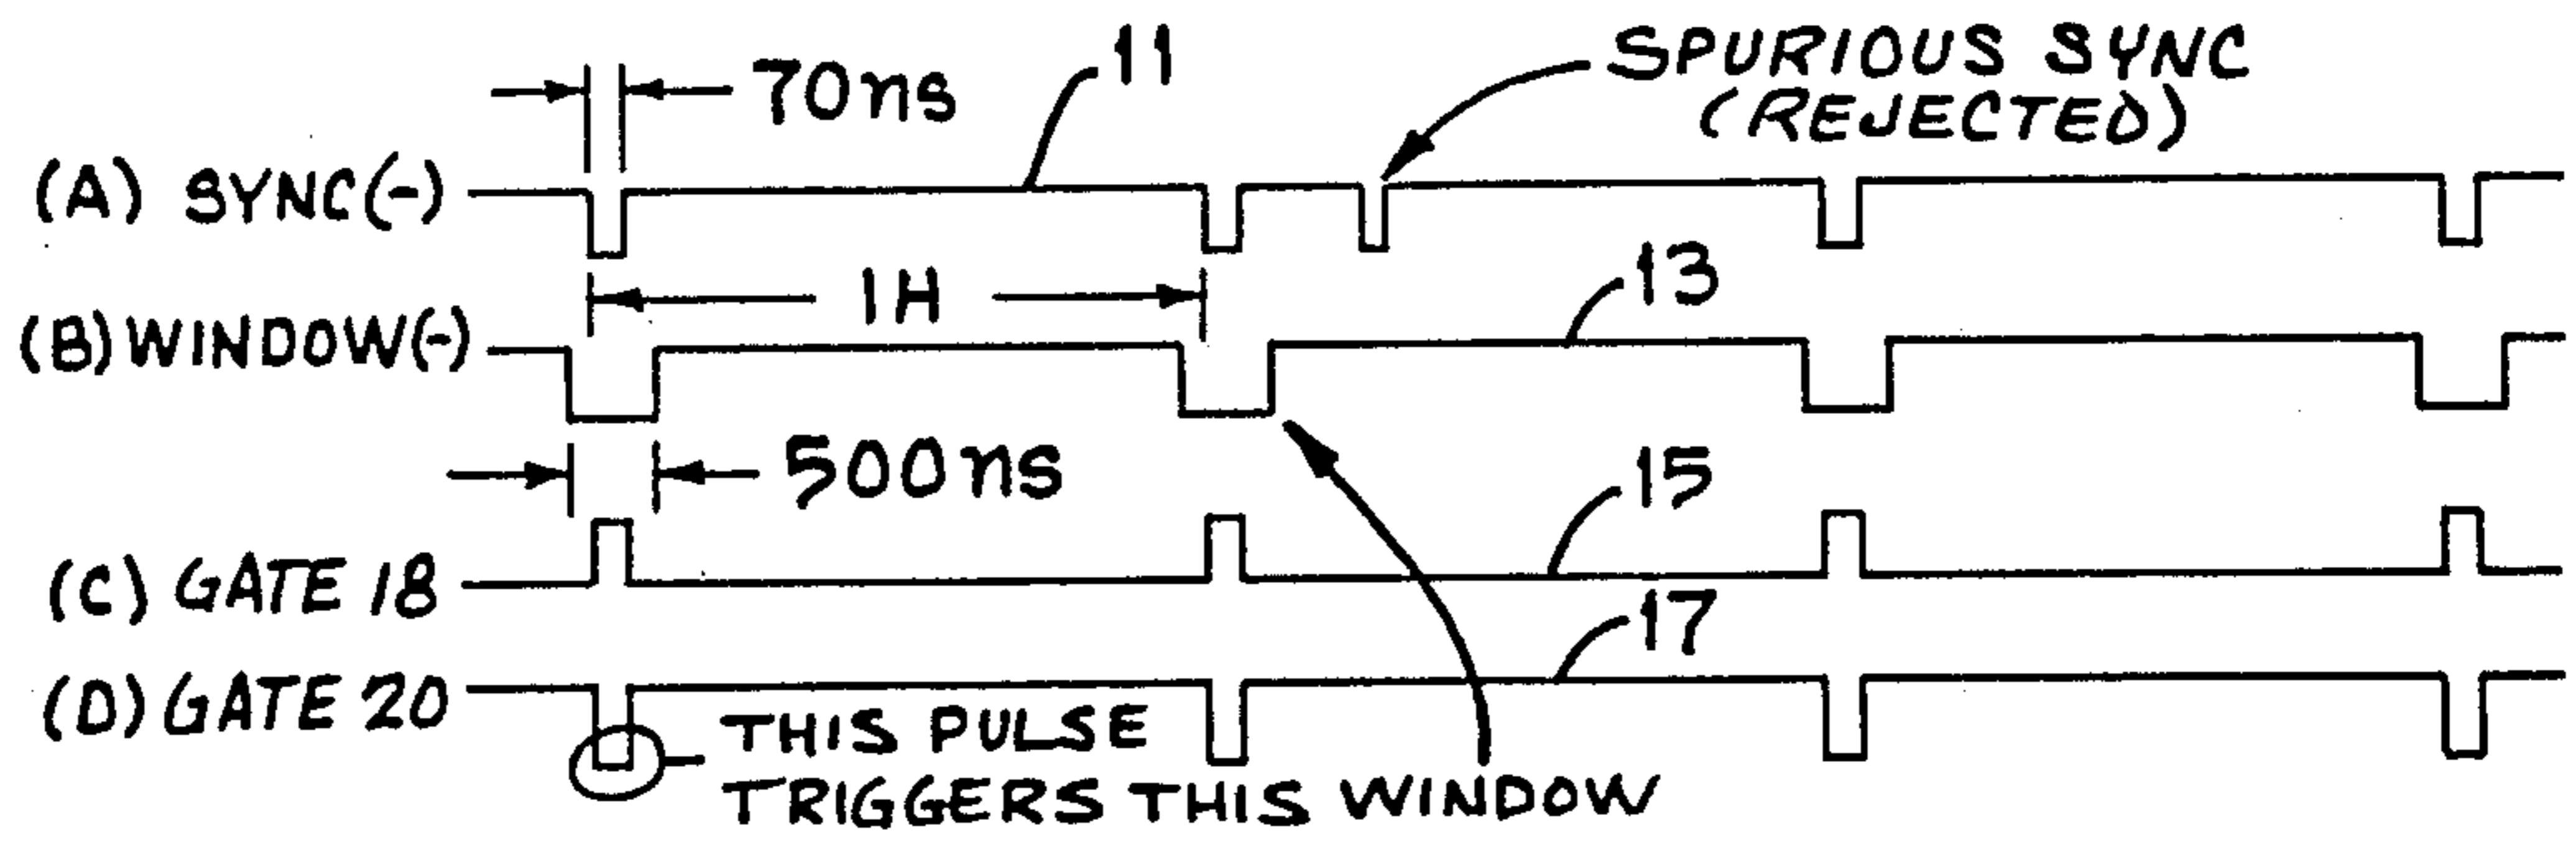 70ns
11
SPURIOUS SYNC
(REJECTED)
(A) SYNC(-)
1H
13
(B) WINDOW(-)
500ns
15
(C) GATE 18
17
(D) GATE 20
THIS PULSE
TRIGGERS THIS WINDOW